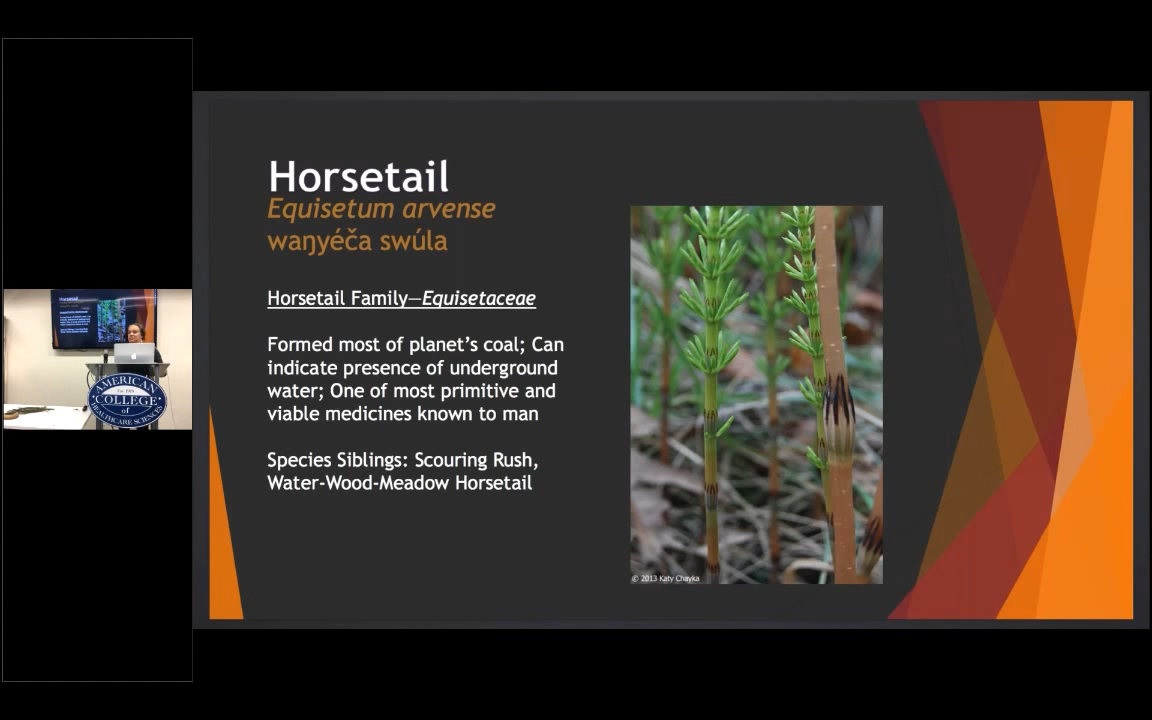 Horsetail
Equisetum arvense
waŋyéča swúla
Horsetail Family—Equisetaceae
Formed most of planet's coal; Can
indicate presence of underground
water; One of most primitive and
viable medicines known to man
Species Siblings: Scouring Rush,
Water-Wood-Meadow Horsetail
© 2013 Katy Chayka
Horsetail
AMERICAN
COLLEGE
of
HEALTHCARE SCIENCES